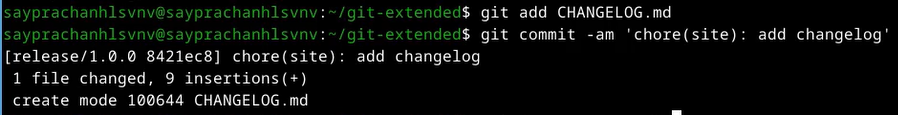 sayprachanhlsvnv@sayprachanhlsvnv:~/git-extended$ git add CHANGELOG.md
sayprachanhlsvnv@sayprachanhlsvnv:~/git-extended$ git commit -am 'chore(site): add changelog'
[release/1.0.0 8421ec8] chore(site): add changelog
 1 file changed, 9 insertions(+)
 create mode 100644 CHANGELOG.md